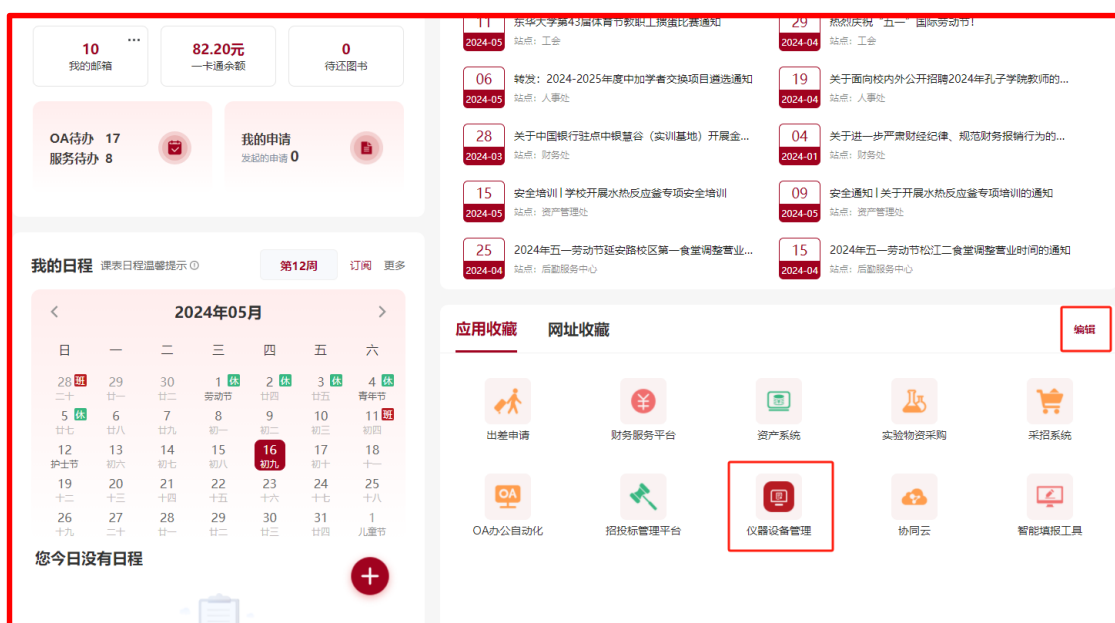 10
...
我的邮箱
82.20元
一卡通余额
0
待还图书
OA待办 17
服务待办 8
我的申请
发起的申请 0
我的日程 课表日程温馨提示
第12周
订阅
更多
2024年05月
日 一 二 三 四 五 六
28 班 29 30 1 休 2 休 3 休 4 休
二十 廿一 廿二 劳动节 廿四 廿五 青年节
5 休 6 7 8 9 10 11 班
廿七 廿八 廿九 初一 初二 初三 初四
12 13 14 15 16 17 18
护士节 初六 初七 初八 初九 初十 十一
19 20 21 22 23 24 25
十二 十三 十四 十五 十六 十七 十八
26 27 28 29 30 31 1
十九 二十 廿一 廿二 廿三 廿四 儿童节
您今日没有日程
11
2024-05
东华大学第43届体育节教职工掼蛋比赛通知
站点: 工会
29
2024-04
热烈庆祝“五一”国际劳动节!
站点: 工会
06
2024-05
转发: 2024-2025年度中加学者交换项目遴选通知
站点: 人事处
19
2024-04
关于面向校内外公开招聘2024年孔子学院教师的...
站点: 人事处
28
2024-03
关于中国银行驻点中银慧谷（实训基地）开展金...
站点: 财务处
04
2024-01
关于进一步严肃财经纪律、规范财务报销行为的...
站点: 财务处
15
2024-05
安全培训 | 学校开展水热反应釜专项安全培训
站点: 资产管理处
09
2024-05
安全通知 | 关于开展水热反应釜专项培训的通知
站点: 资产管理处
25
2024-04
2024年五一劳动节延安路校区第一食堂调整营业...
站点: 后勤服务中心
15
2024-04
2024年五一劳动节松江二食堂调整营业时间的通知
站点: 后勤服务中心
应用收藏
网址收藏
编辑
出差申请
财务服务平台
资产系统
实验物资采购
采招系统
OA
OA办公自动化
招投标管理平台
仪器设备管理
协同云
智能填报工具